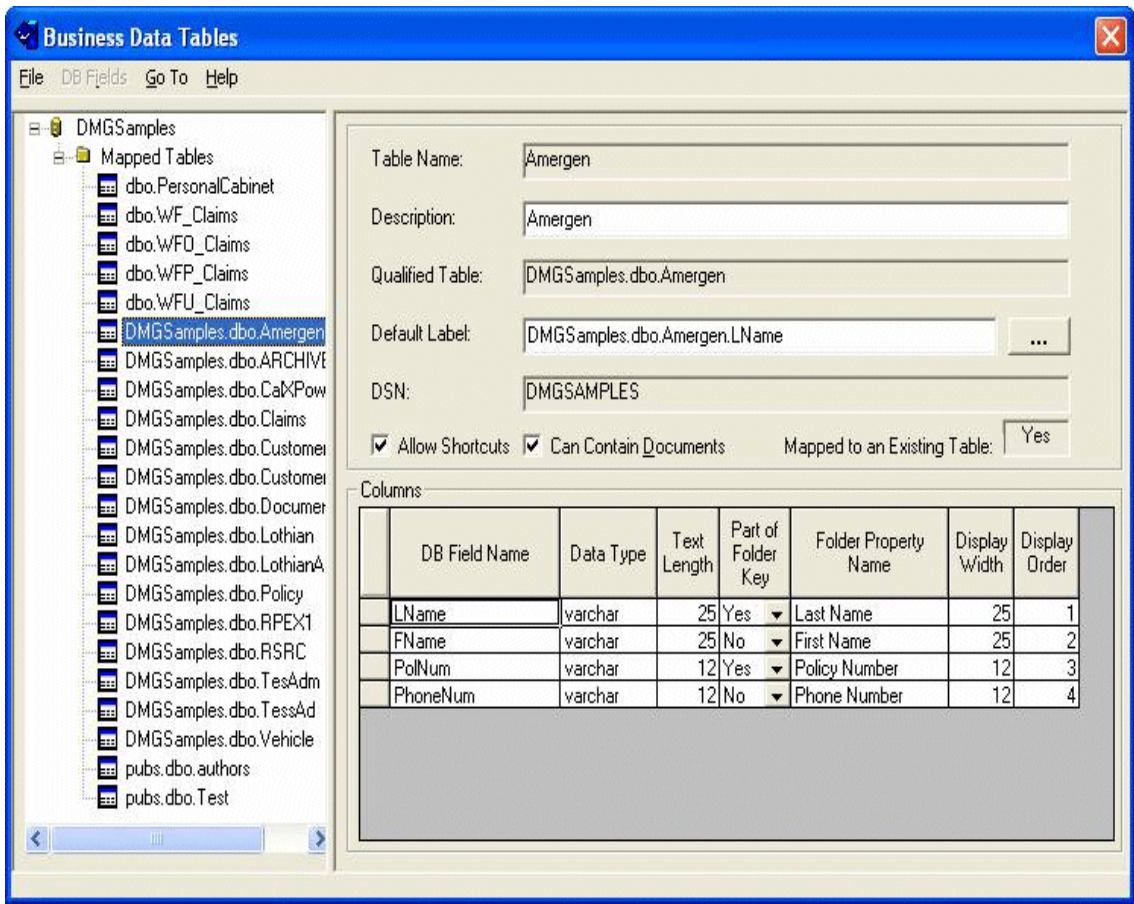 Business Data Tables
File DB Fields Go To Help
DMGSamples
Mapped Tables
dbo.PersonalCabinet
dbo.WF_Claims
dbo.WFO_Claims
dbo.WFP_Claims
dbo.WFU_Claims
DMGSamples.dbo.Amergen
DMGSamples.dbo.ARCHIVE
DMGSamples.dbo.CalXPow
DMGSamples.dbo.Claims
DMGSamples.dbo.Customer
DMGSamples.dbo.Customer
DMGSamples.dbo.Documen
DMGSamples.dbo.Lothian
DMGSamples.dbo.LothianA
DMGSamples.dbo.Policy
DMGSamples.dbo.RPEX1
DMGSamples.dbo.RSRC
DMGSamples.dbo.TesAdm
DMGSamples.dbo.TessAd
DMGSamples.dbo.Vehicle
pubs.dbo.authors
pubs.dbo.Test
Table Name: Amergen
Description: Amergen
Qualified Table: DMGSamples.dbo.Amergen
Default Label: DMGSamples.dbo.Amergen.LName ...
DSN: DMGSAMPLES
Allow Shortcuts Can Contain Documents Mapped to an Existing Table: Yes
Columns
DB Field Name Data Type Text Length Part of Folder Key Folder Property Name Display Width Display Order
LName varchar 25 Yes Last Name 25 1
FName varchar 25 No First Name 25 2
PolNum varchar 12 Yes Policy Number 12 3
PhoneNum varchar 12 No Phone Number 12 4